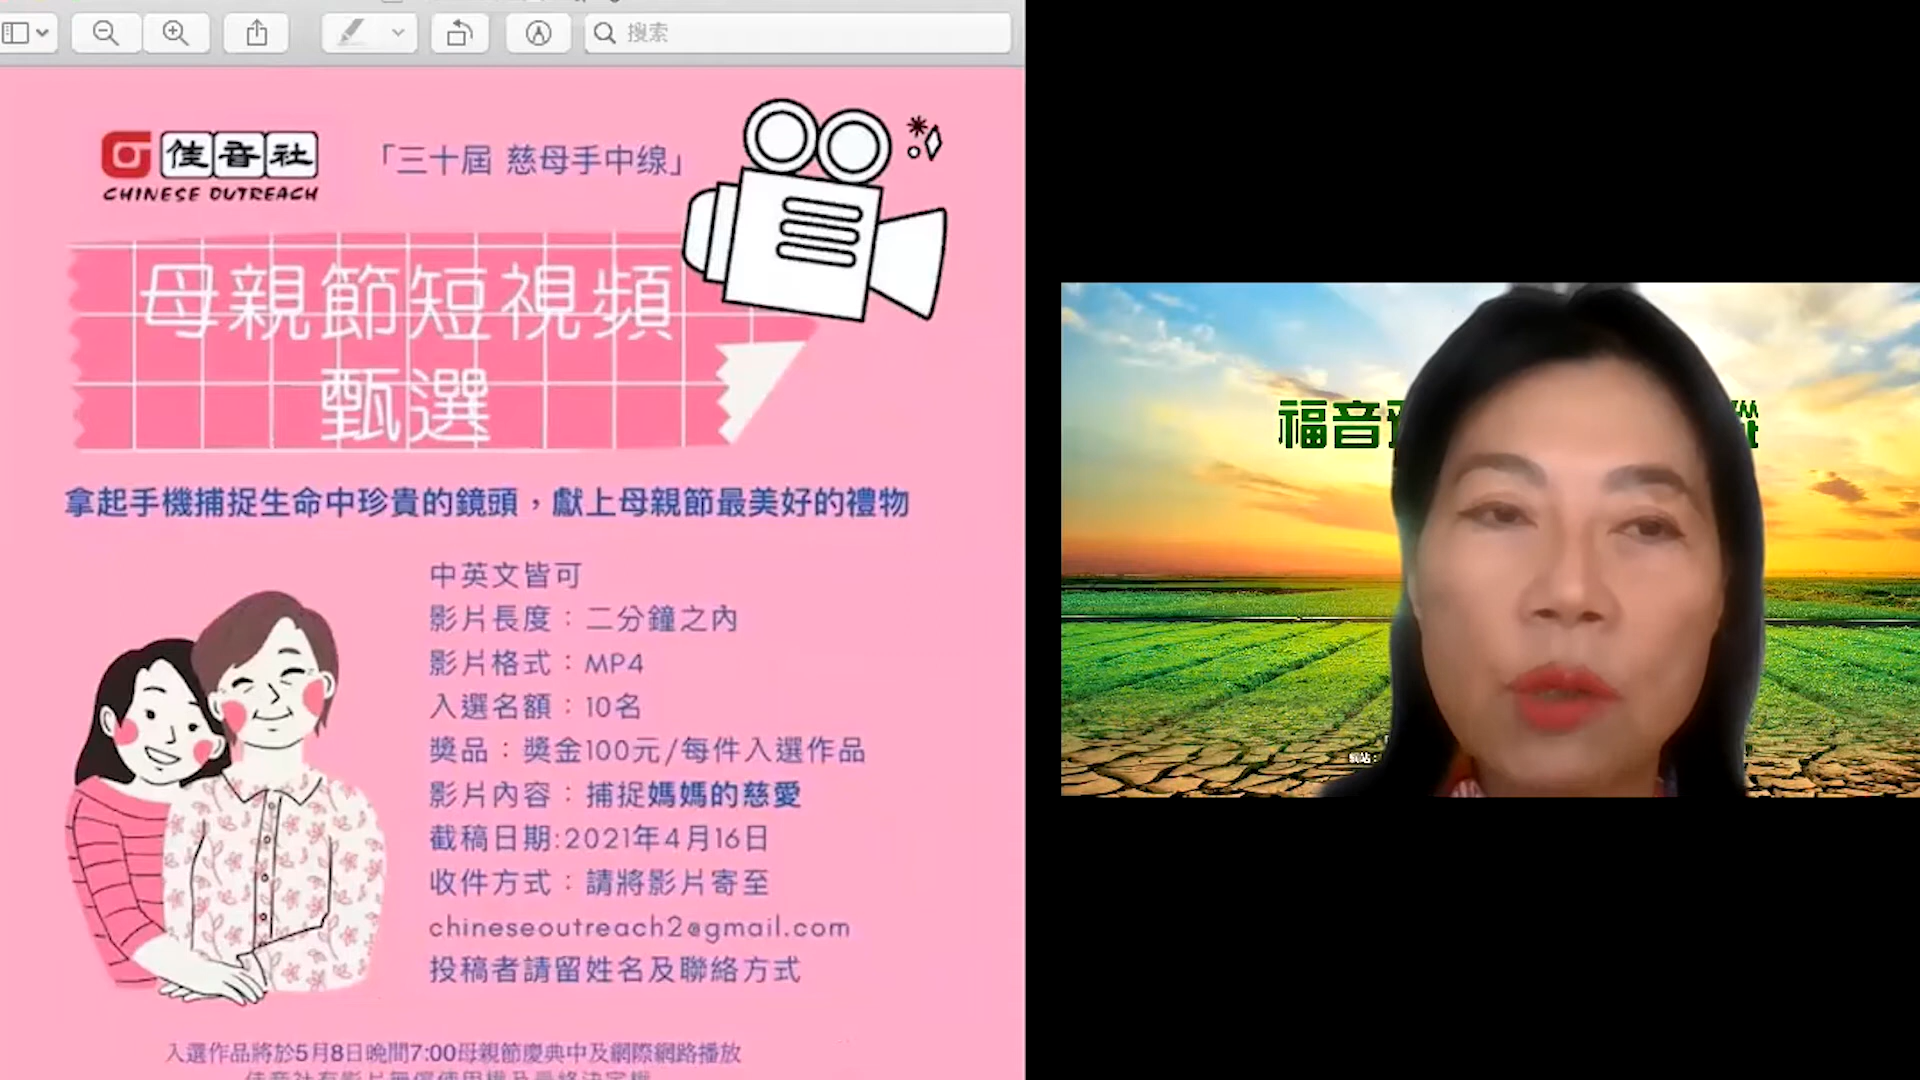 搜索
佳音社
CHINESE OUTREACH
「三十屆 慈母手中线」
母親節短視頻
甄選
拿起手機捕捉生命中珍貴的鏡頭，獻上母親節最美好的禮物
中英文皆可
影片長度：二分鐘之內
影片格式：MP4
入選名額：10名
獎品：獎金100元/每件入選作品
影片內容：捕捉媽媽的慈愛
截稿日期:2021年4月16日
收件方式：請將影片寄至
chineseoutreach2@gmail.com
投稿者請留姓名及聯絡方式
入選作品將於5月8日晚間7:00母親節慶典中及網際網路播放
福音